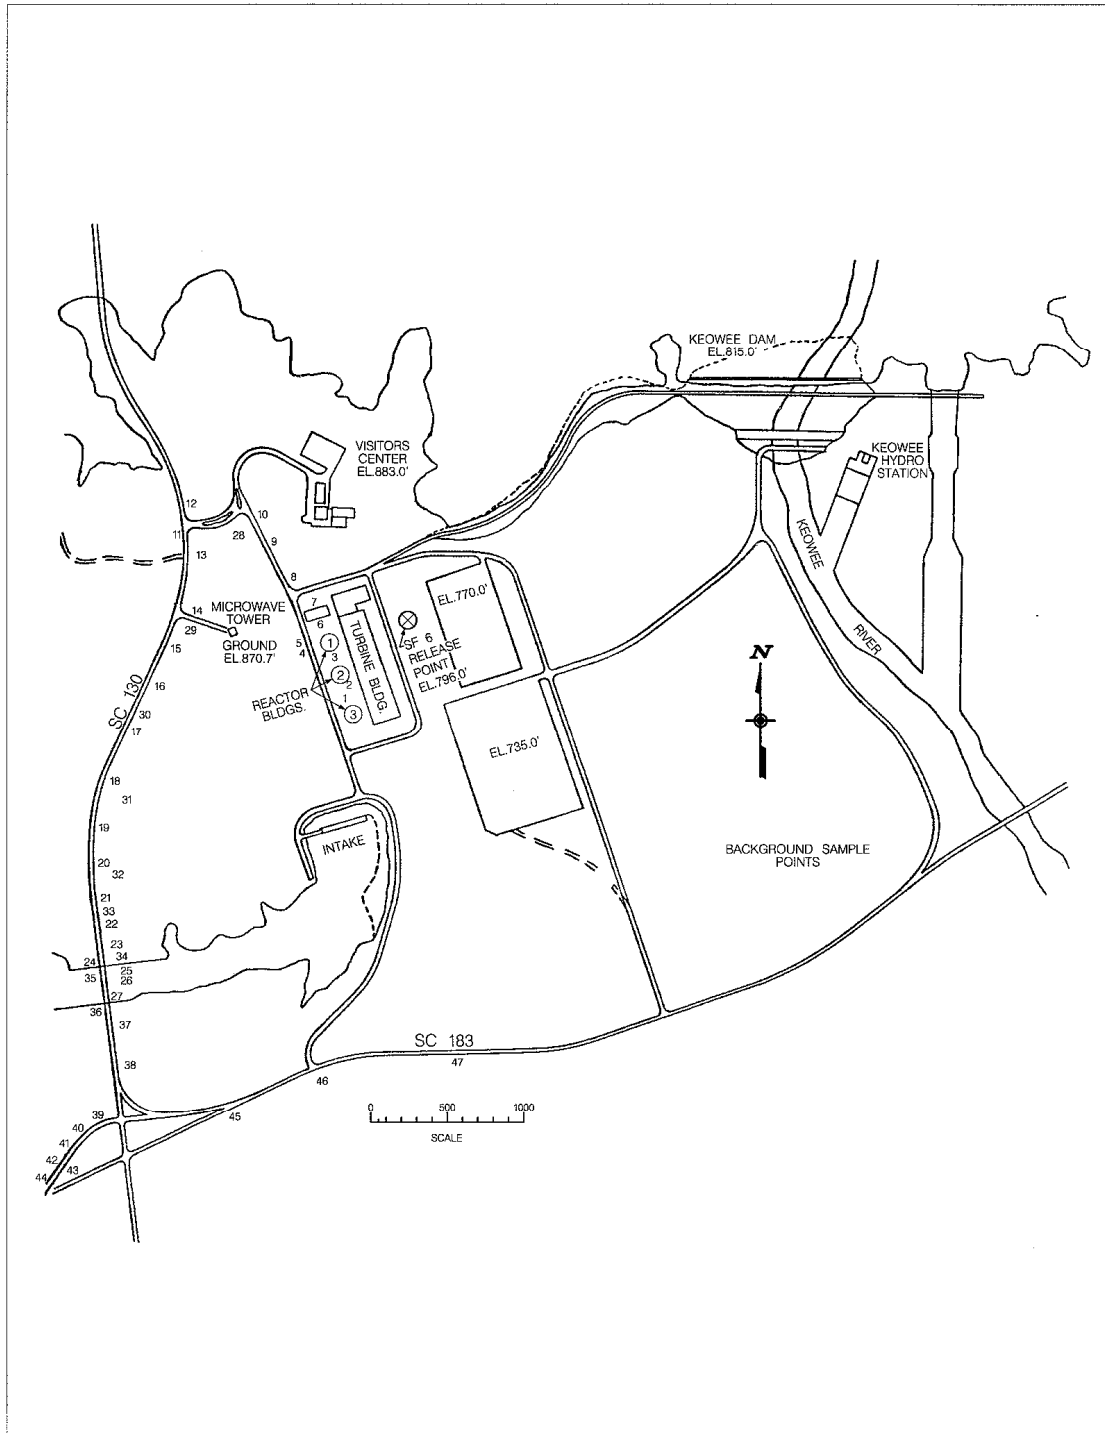 KEOWEE DAM
EL.815.0'
VISITORS
CENTER
EL.883.0'
KEOWEE
HYDRO
STATION
12
10
11
28
9
13
KEOWEE
8
MICROWAVE
TOWER
14
29
GROUND
EL.870.7'
7
6
5
4
1
3
2
2
1
3
TURBINE BLDG.
EL.770.0'
SF 6
RELEASE
POINT
EL.796.0'
RIVER
N
15
16
SC 130
30
17
REACTOR
BLDGS.
EL.735.0'
18
31
19
INTAKE
BACKGROUND SAMPLE
POINTS
20
32
21
33
22
23
34
24
25
35
26
27
36
37
SC 183
47
38
46
39
45
40
41
42
43
44
0 500 1000
SCALE